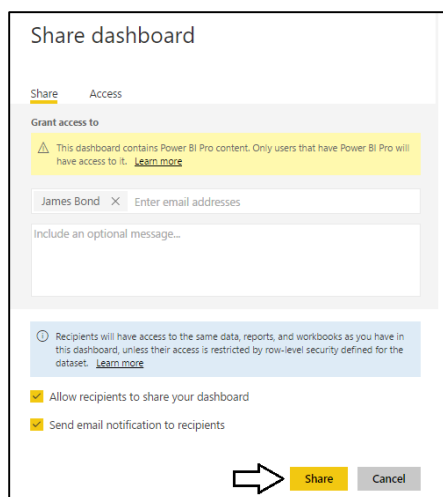 Share dashboard
Share Access
Grant access to
This dashboard contains Power BI Pro content. Only users that have Power BI Pro will
have access to it. Learn more
James Bond × Enter email addresses
Include an optional message...
Recipients will have access to the same data, reports, and workbooks as you have in
this dashboard, unless their access is restricted by row-level security defined for the
dataset. Learn more
Allow recipients to share your dashboard
Send email notification to recipients
Share Cancel